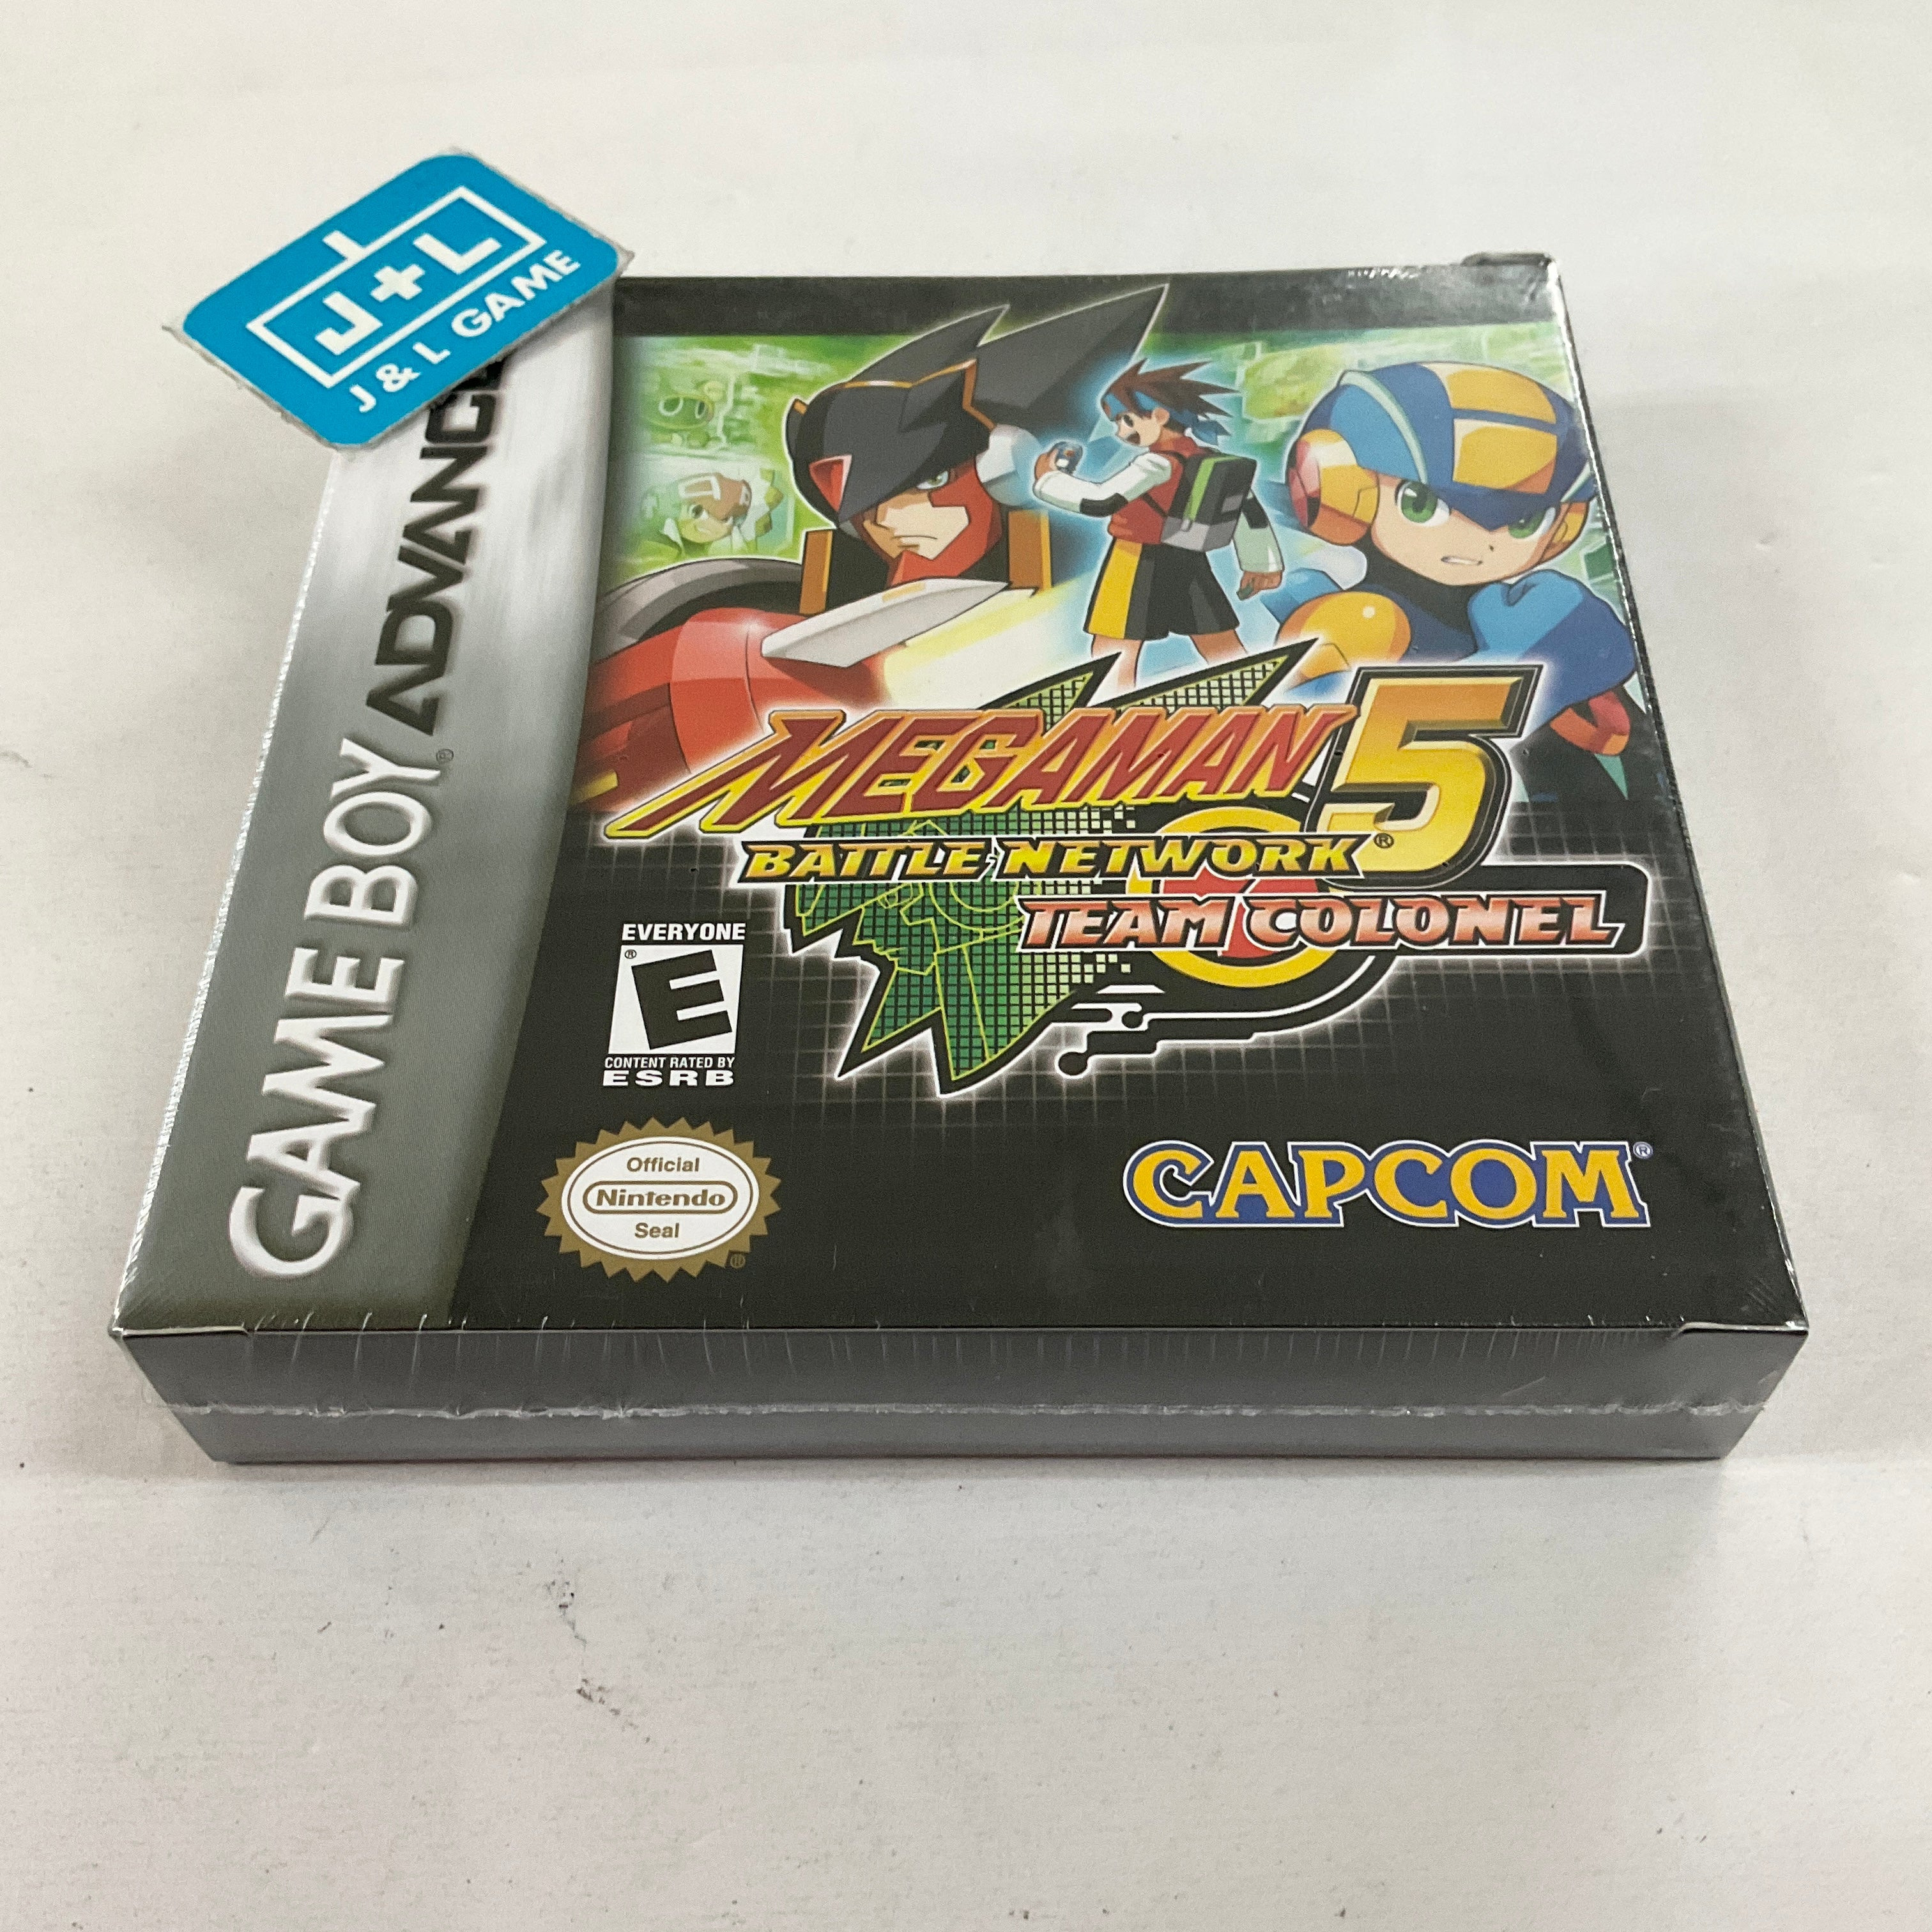 J+L
J & L GAME
GAME BOY ADVANCE
®
MEGAMAN 5
BATTLE NETWORK®
TEAM COLONEL
EVERYONE
E
®
CONTENT RATED BY
ESRB
Official
Nintendo
Seal
®
CAPCOM®